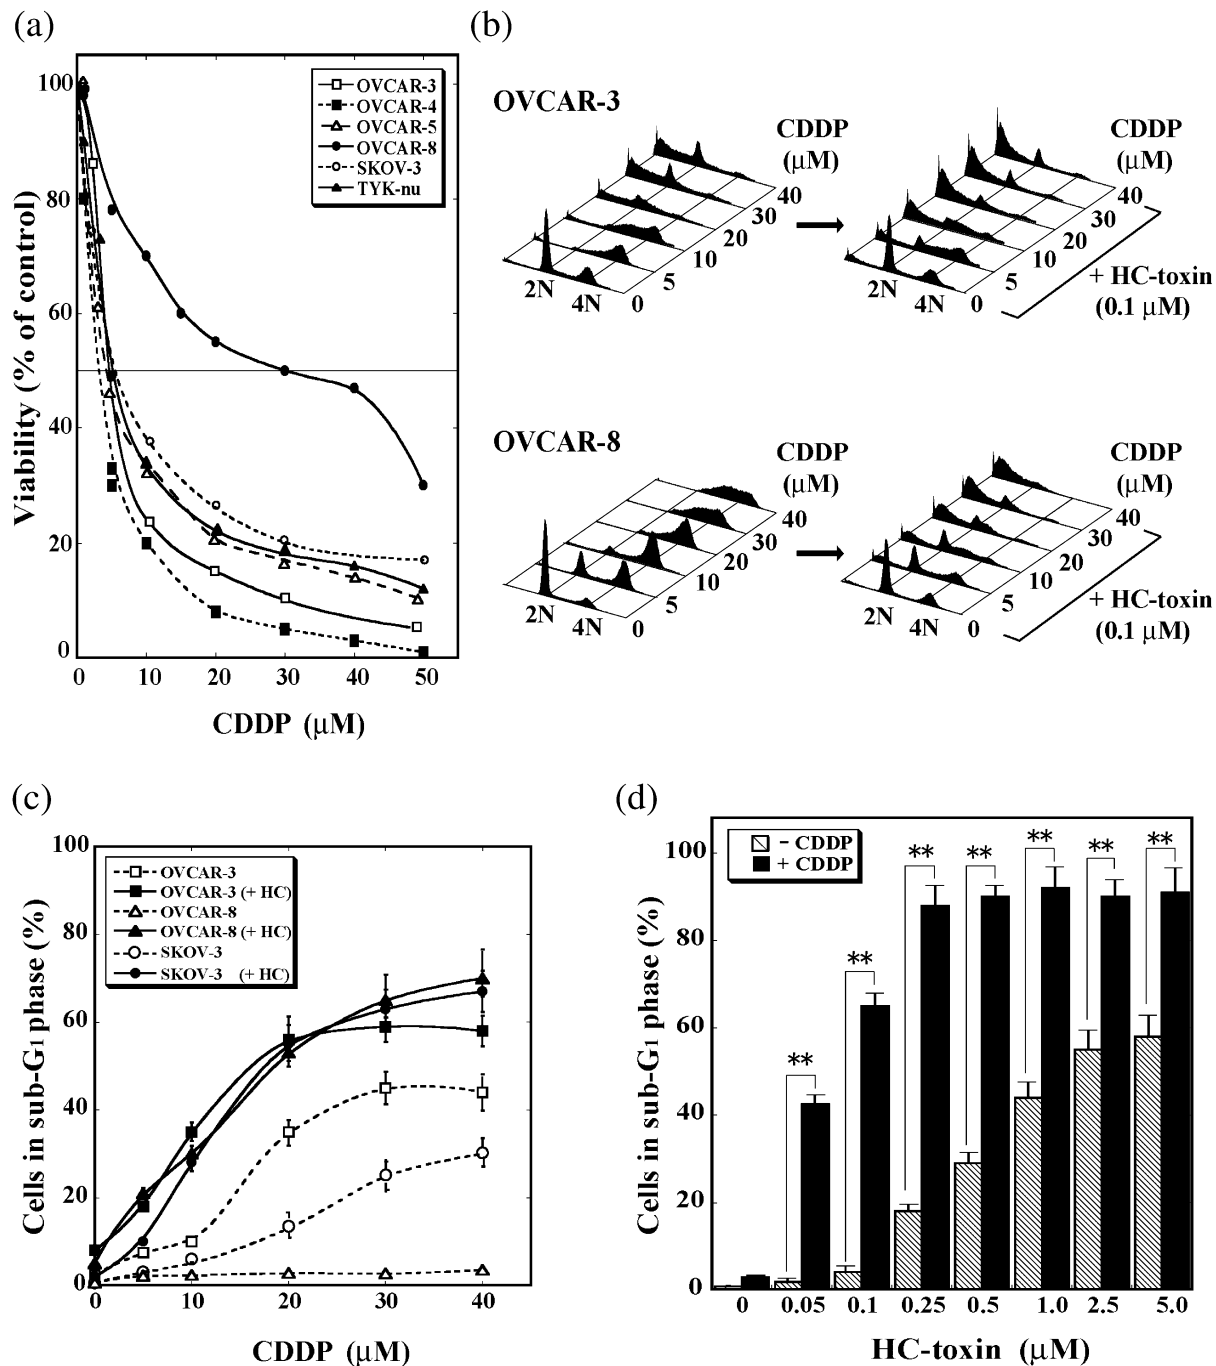 (a)
100
80
60
40
20
0
Viability (% of control)
OVCAR-3
OVCAR-4
OVCAR-5
OVCAR-8
SKOV-3
TYK-nu
0 10 20 30 40 50
CDDP (µM)
(b)
OVCAR-3
CDDP
(µM)
40
30
20
10
5
0
2N 4N
CDDP
(µM)
40
30
20
10
5
0
2N 4N
+ HC-toxin
(0.1 µM)
OVCAR-8
CDDP
(µM)
40
30
20
10
5
0
2N 4N
CDDP
(µM)
40
30
20
10
5
0
2N 4N
+ HC-toxin
(0.1 µM)
(c)
100
80
60
40
20
0
Cells in sub-G1 phase (%)
OVCAR-3
OVCAR-3 (+ HC)
OVCAR-8
OVCAR-8 (+ HC)
SKOV-3
SKOV-3 (+ HC)
0 10 20 30 40
CDDP (µM)
(d)
100
80
60
40
20
0
Cells in sub-G1 phase (%)
- CDDP
+ CDDP
**
**
**
**
**
**
**
0 0.05 0.1 0.25 0.5 1.0 2.5 5.0
HC-toxin (µM)